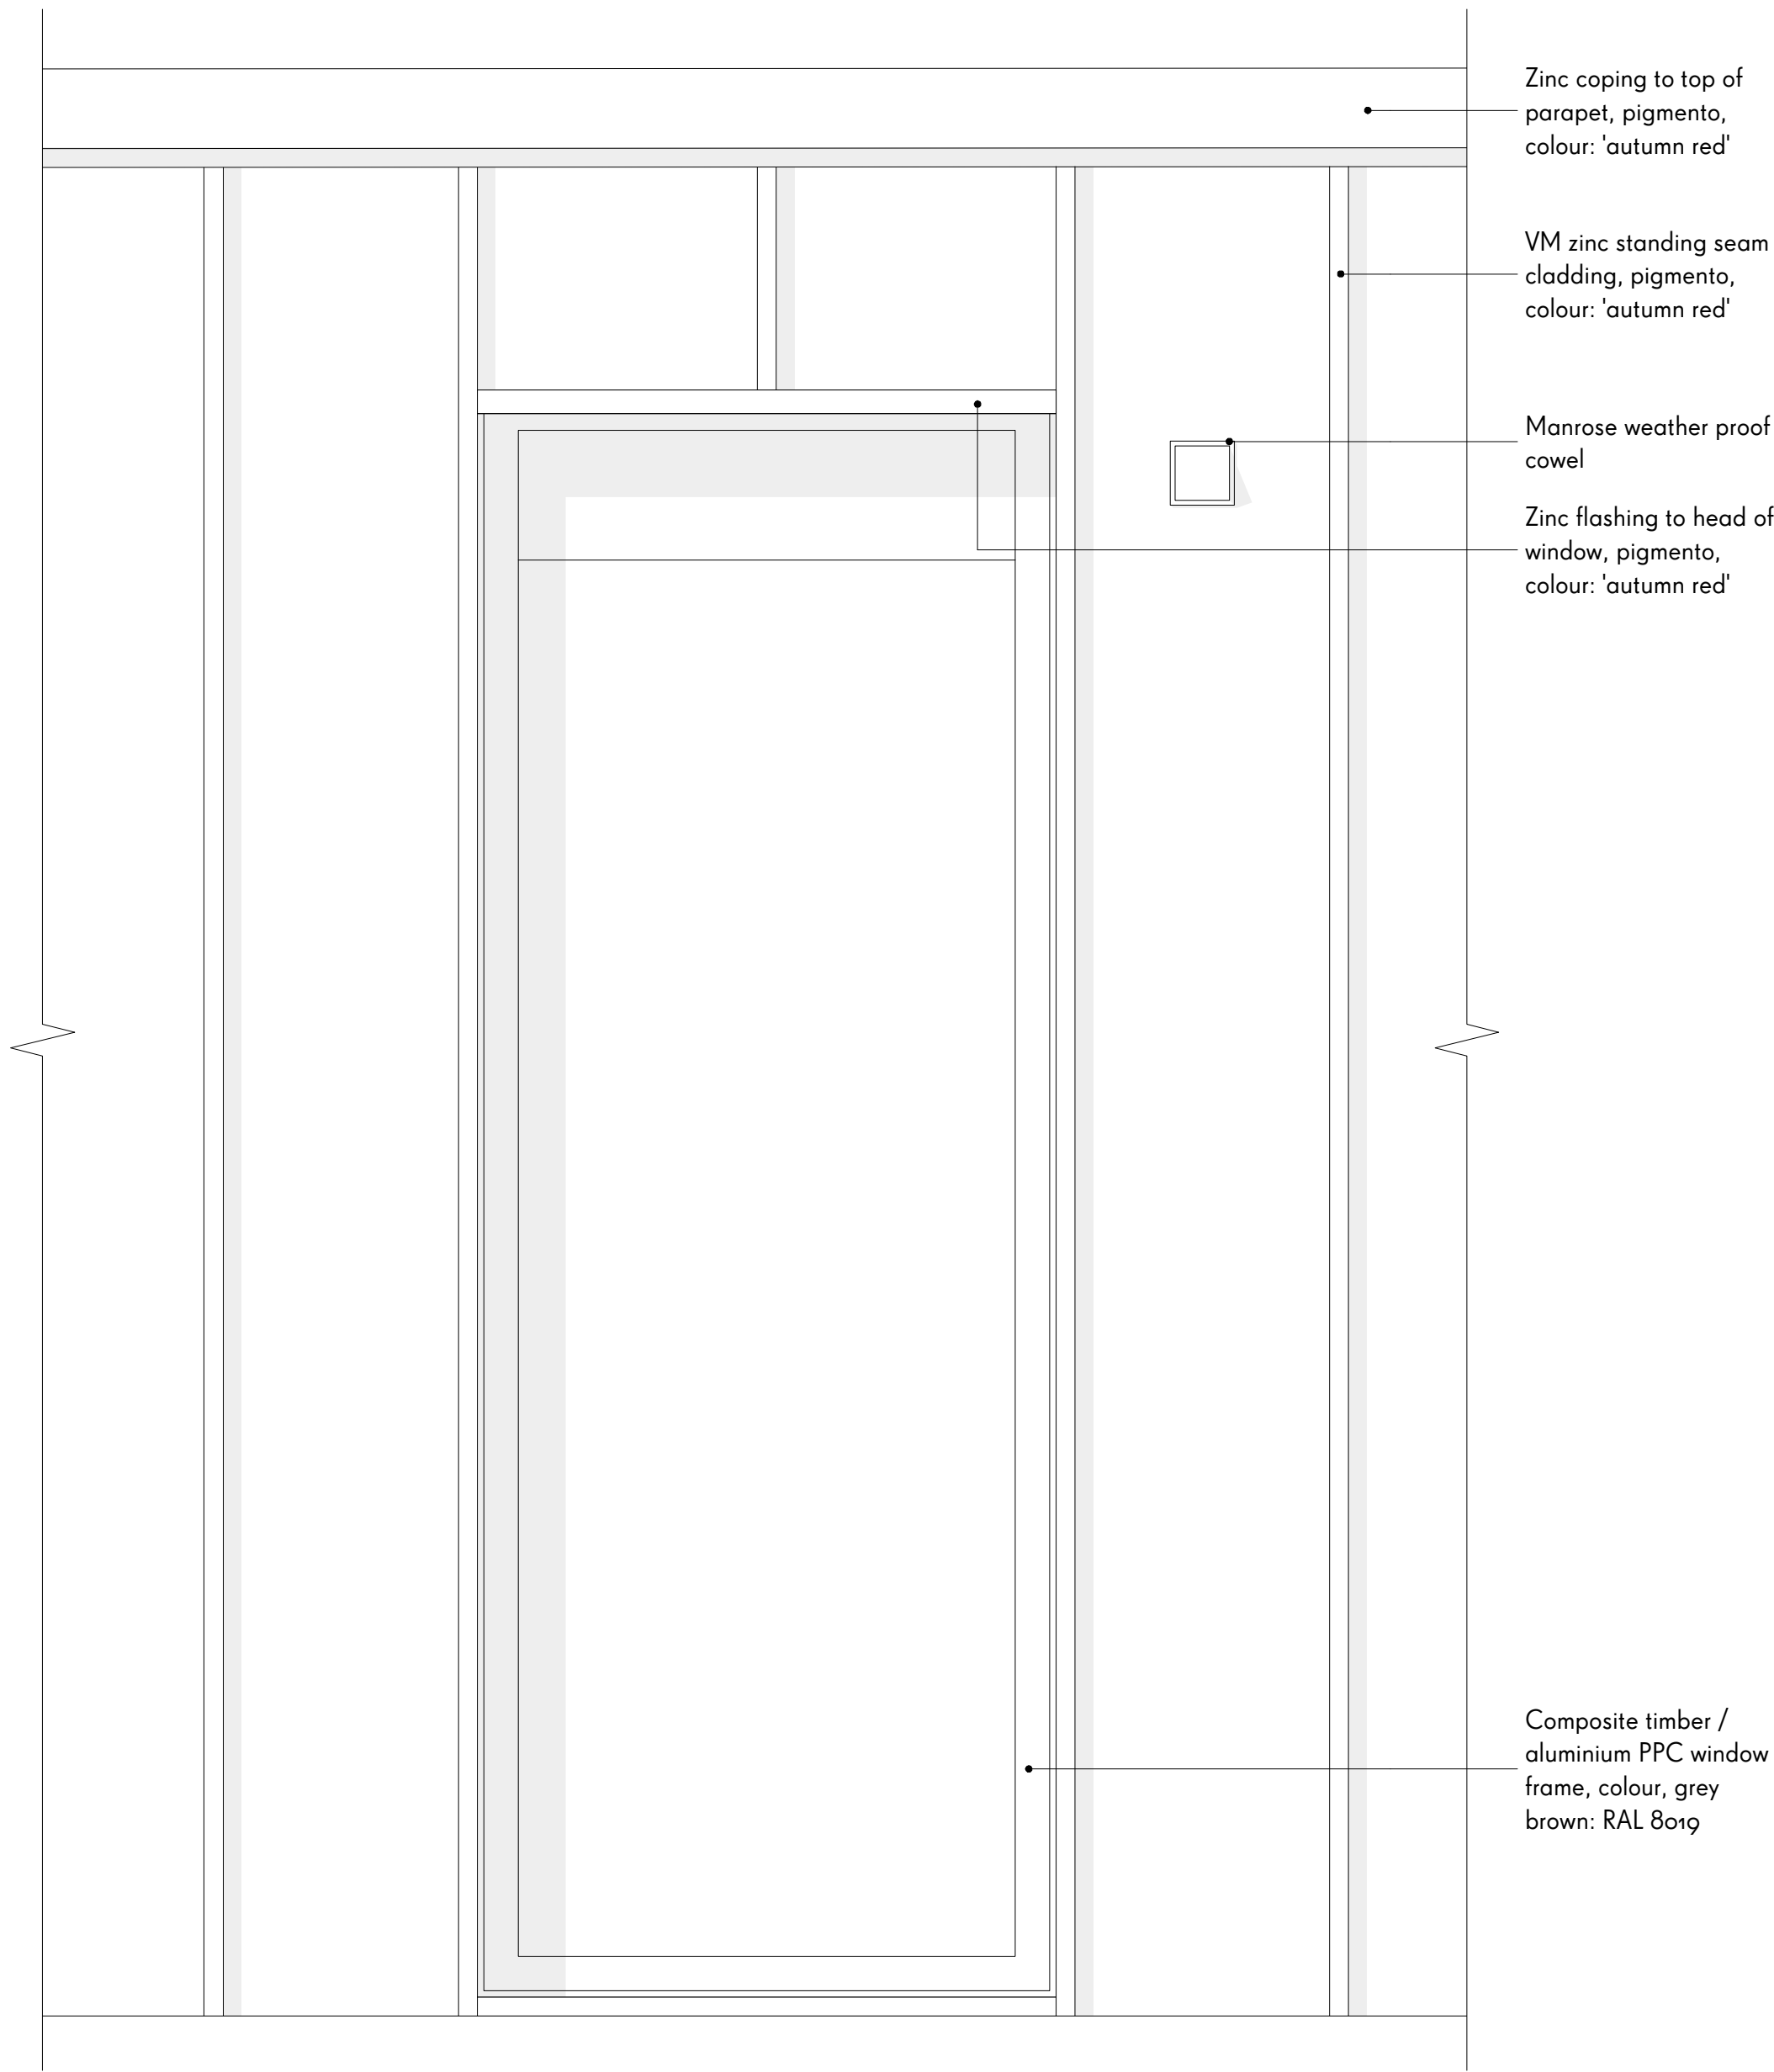 Zinc coping to top of
parapet, pigmento,
colour: 'autumn red'
VM zinc standing seam
cladding, pigmento,
colour: 'autumn red'
Manrose weather proof
cowel
Zinc flashing to head of
window, pigmento,
colour: 'autumn red'
Composite timber /
aluminium PPC window
frame, colour, grey
brown: RAL 8019